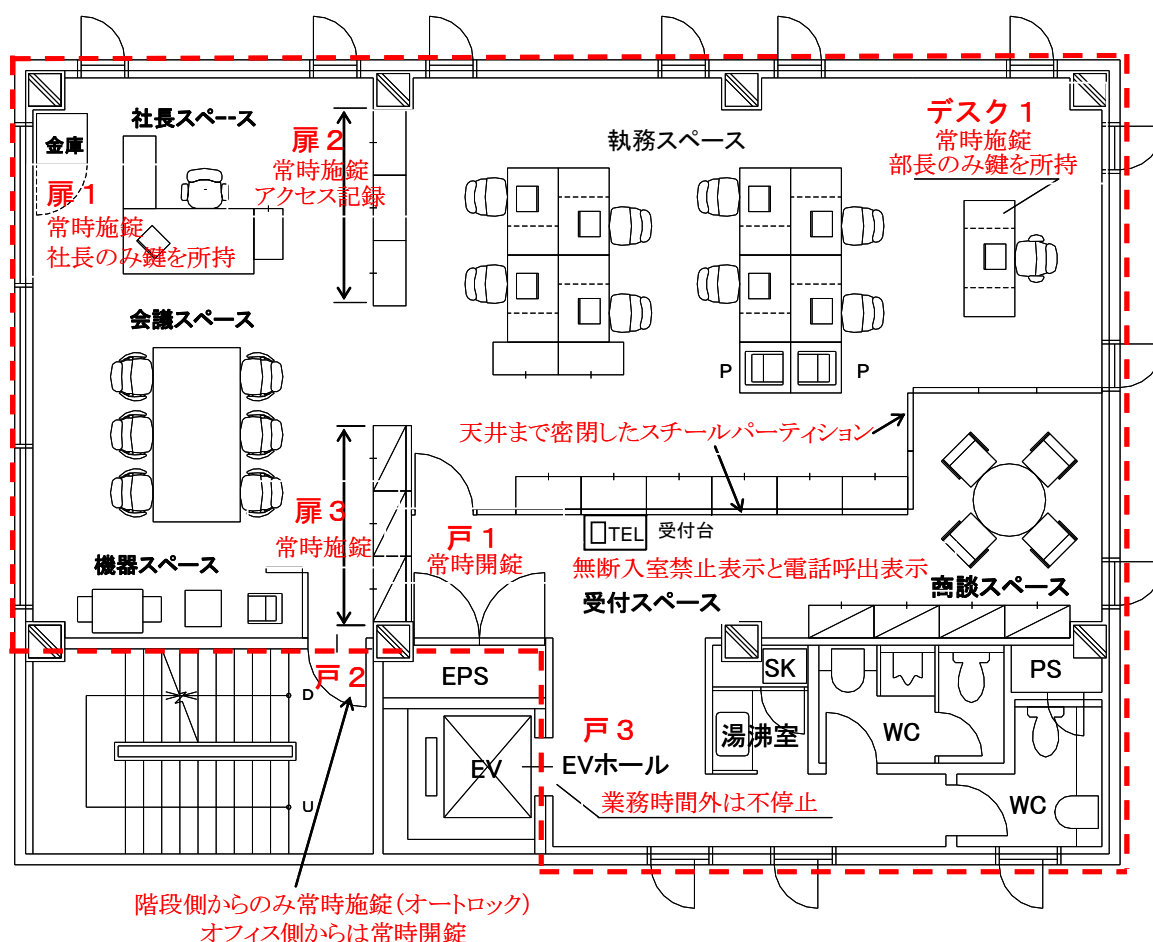 社長スペース
金庫
扉１
常時施錠
社長のみ鍵を所持
扉２
常時施錠
アクセス記録
執務スペース
デスク１
常時施錠
部長のみ鍵を所持
会議スペース
P
P
天井まで密閉したスチールパーティション
扉３
常時施錠
戸１
常時開錠
TEL
受付台
無断入室禁止表示と電話呼出表示
受付スペース
商談スペース
機器スペース
戸２
D
U
EPS
EV
戸３
EVホール
業務時間外は不停止
SK
湯沸室
WC
WC
PS
階段側からのみ常時施錠(オートロック)
オフィス側からは常時開錠